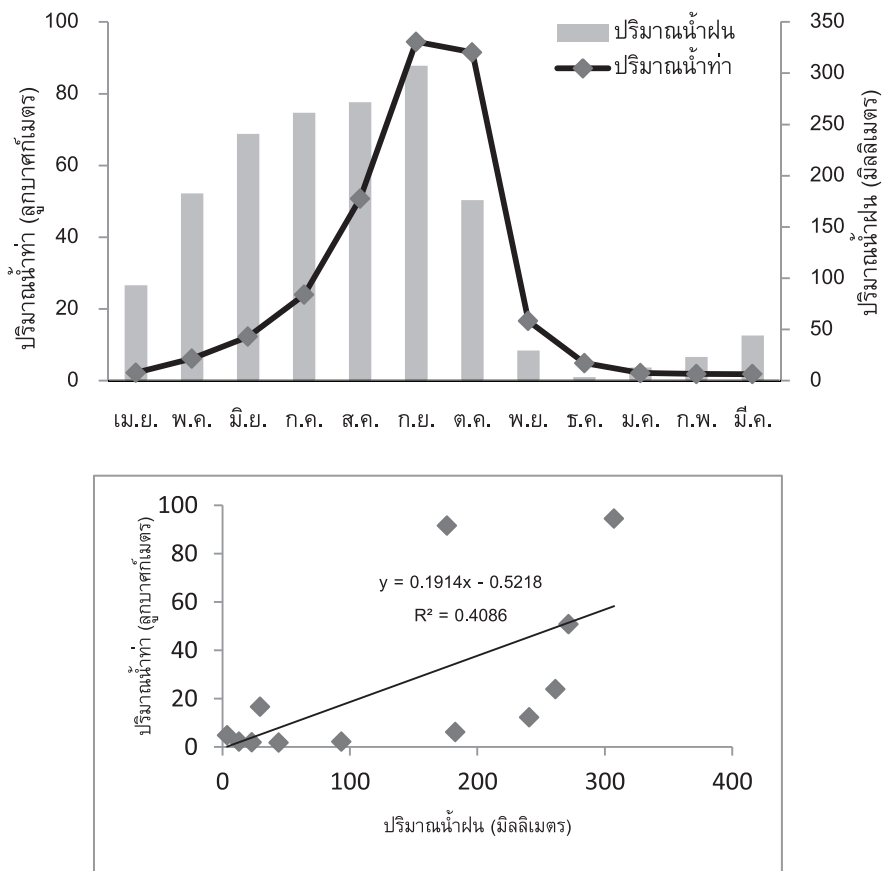 ปริมาณน้ำท่า (ลูกบาศก์เมตร)
100
80
60
40
20
0
ปริมาณน้ำฝน
ปริมาณน้ำท่า
350
300
250
200
150
100
50
0
ปริมาณน้ำฝน (มิลลิเมตร)
เม.ย. พ.ค. มิ.ย. ก.ค. ส.ค. ก.ย. ต.ค. พ.ย. ธ.ค. ม.ค ก.พ. มี.ค.
ปริมาณน้ำท่า (ลูกบาศก์เมตร)
100
80
60
40
20
0
y = 0.1914x - 0.5218
R² = 0.4086
0 100 200 300 400
ปริมาณน้ำฝน (มิลลิเมตร)